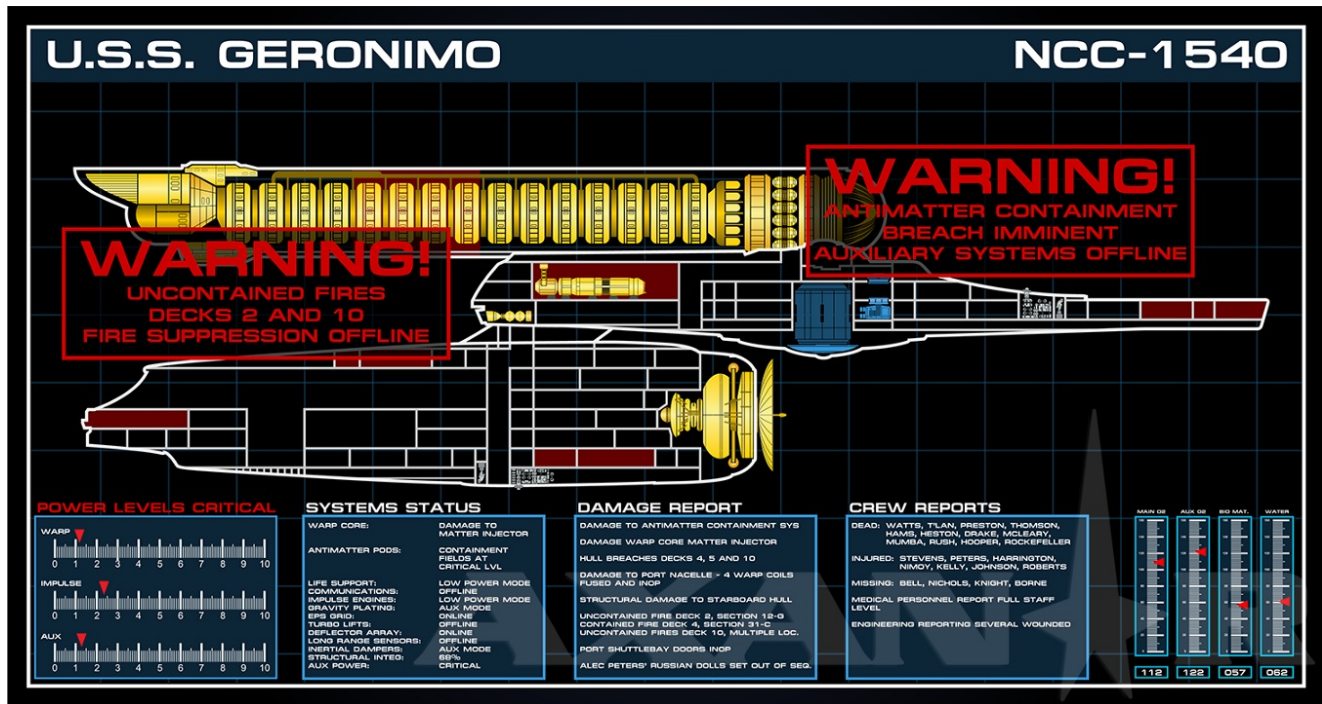 U.S.S. GERONIMO
NCC-1540
WARNING!
ANTIMATTER CONTAINMENT
BREACH IMMINENT
AUXILIARY SYSTEMS OFFLINE
WARNING!
UNCONTAINED FIRES
DECKS 2 AND 10
FIRE SUPPRESSION OFFLINE
POWER LEVELS CRITICAL
WARP
0 1 2 3 4 5 6 7 8 9 10
IMPULSE
0 1 2 3 4 5 6 7 8 9 10
AUX
0 1 2 3 4 5 6 7 8 9 10
SYSTEMS STATUS
WARP CORE: DAMAGE TO
MATTER INJECTOR
ANTIMATTER PODS: CONTAINMENT
FIELDS AT
CRITICAL LVL
LIFE SUPPORT: LOW POWER MODE
COMMUNICATIONS: OFFLINE
IMPULSE ENGINES: LOW POWER MODE
GRAVITY PLATING: AUX MODE
EPS GRID: ONLINE
TURBO LIFTS: OFFLINE
DEFLECTOR ARRAY: ONLINE
LONG RANGE SENSORS: OFFLINE
INERTIAL DAMPERS: AUX MODE
STRUCTURAL INTEG: 68%
AUX POWER: CRITICAL
DAMAGE REPORT
DAMAGE TO ANTIMATTER CONTAINMENT SYS
DAMAGE WARP CORE MATTER INJECTOR
HULL BREACHES DECKS 4, 5 AND 10
DAMAGE TO PORT NACELLE - 4 WARP COILS
FUSED AND INOP
STRUCTURAL DAMAGE TO STARBOARD HULL
UNCONTAINED FIRE DECK 2, SECTION 12-G
CONTAINED FIRE DECK 4, SECTION 31-C
UNCONTAINED FIRES DECK 10, MULTIPLE LOC.
PORT SHUTTLEBAY DOORS INOP
ALEC PETERS' RUSSIAN DOLLS SET OUT OF SEQ.
CREW REPORTS
DEAD: WATTS, T'LAN, PRESTON, THOMSON,
HAMS, HESTON, DRAKE, MCLEARY,
MUMBA, RUSH, HOOPER, ROCKEFELLER
INJURED: STEVENS, PETERS, HARRINGTON,
NIMOY, KELLY, JOHNSON, ROBERTS
MISSING: BELL, NICHOLS, KNIGHT, BORNE
MEDICAL PERSONNEL REPORT FULL STAFF
LEVEL
ENGINEERING REPORTING SEVERAL WOUNDED
MAIN O2 AUX O2 BIO MAT. WATER
112 122 057 062
AXANAR